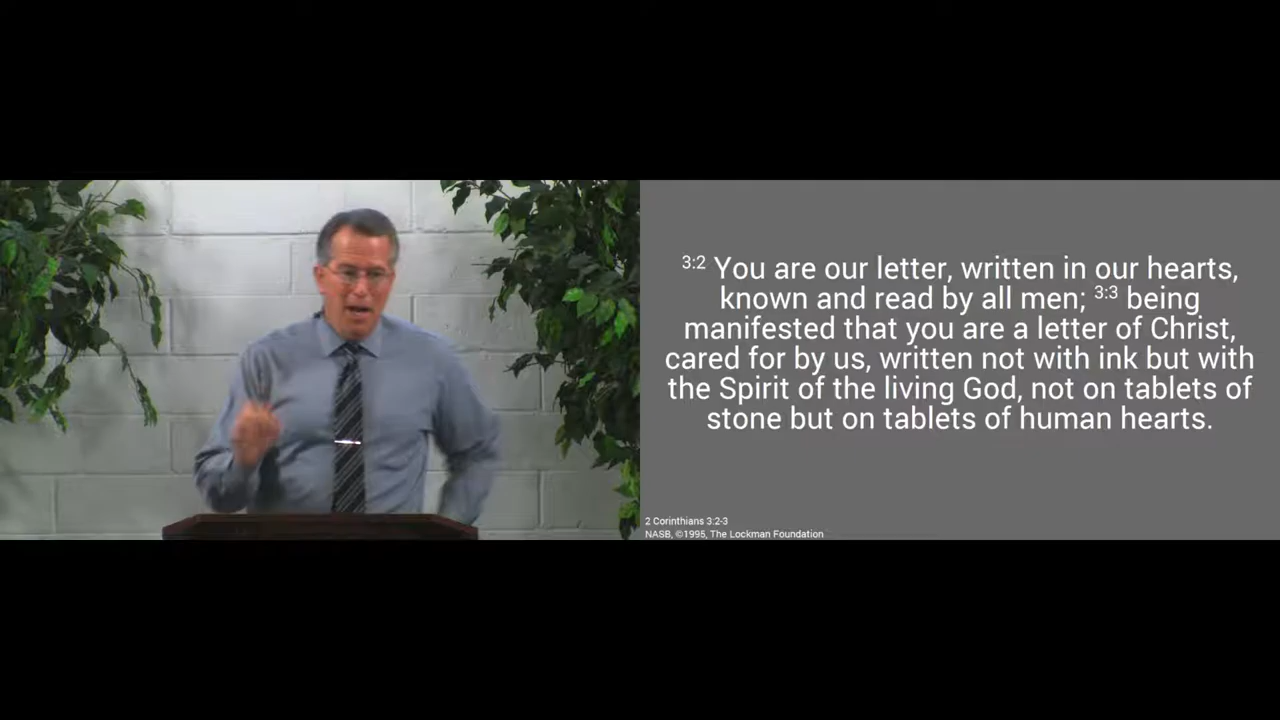 3:2 You are our letter, written in our hearts,
known and read by all men; 3:3 being
manifested that you are a letter of Christ,
cared for by us, written not with ink but with
the Spirit of the living God, not on tablets of
stone but on tablets of human hearts.
2 Corinthians 3:2-3
NASB, ©1995, The Lockman Foundation